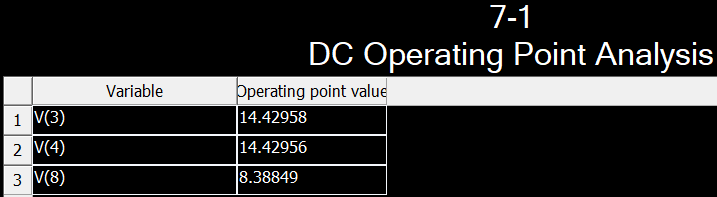 7-1
DC Operating Point Analysis
Variable Operating point value
1 V(3) 14.42958
2 V(4) 14.42956
3 V(8) 8.38849